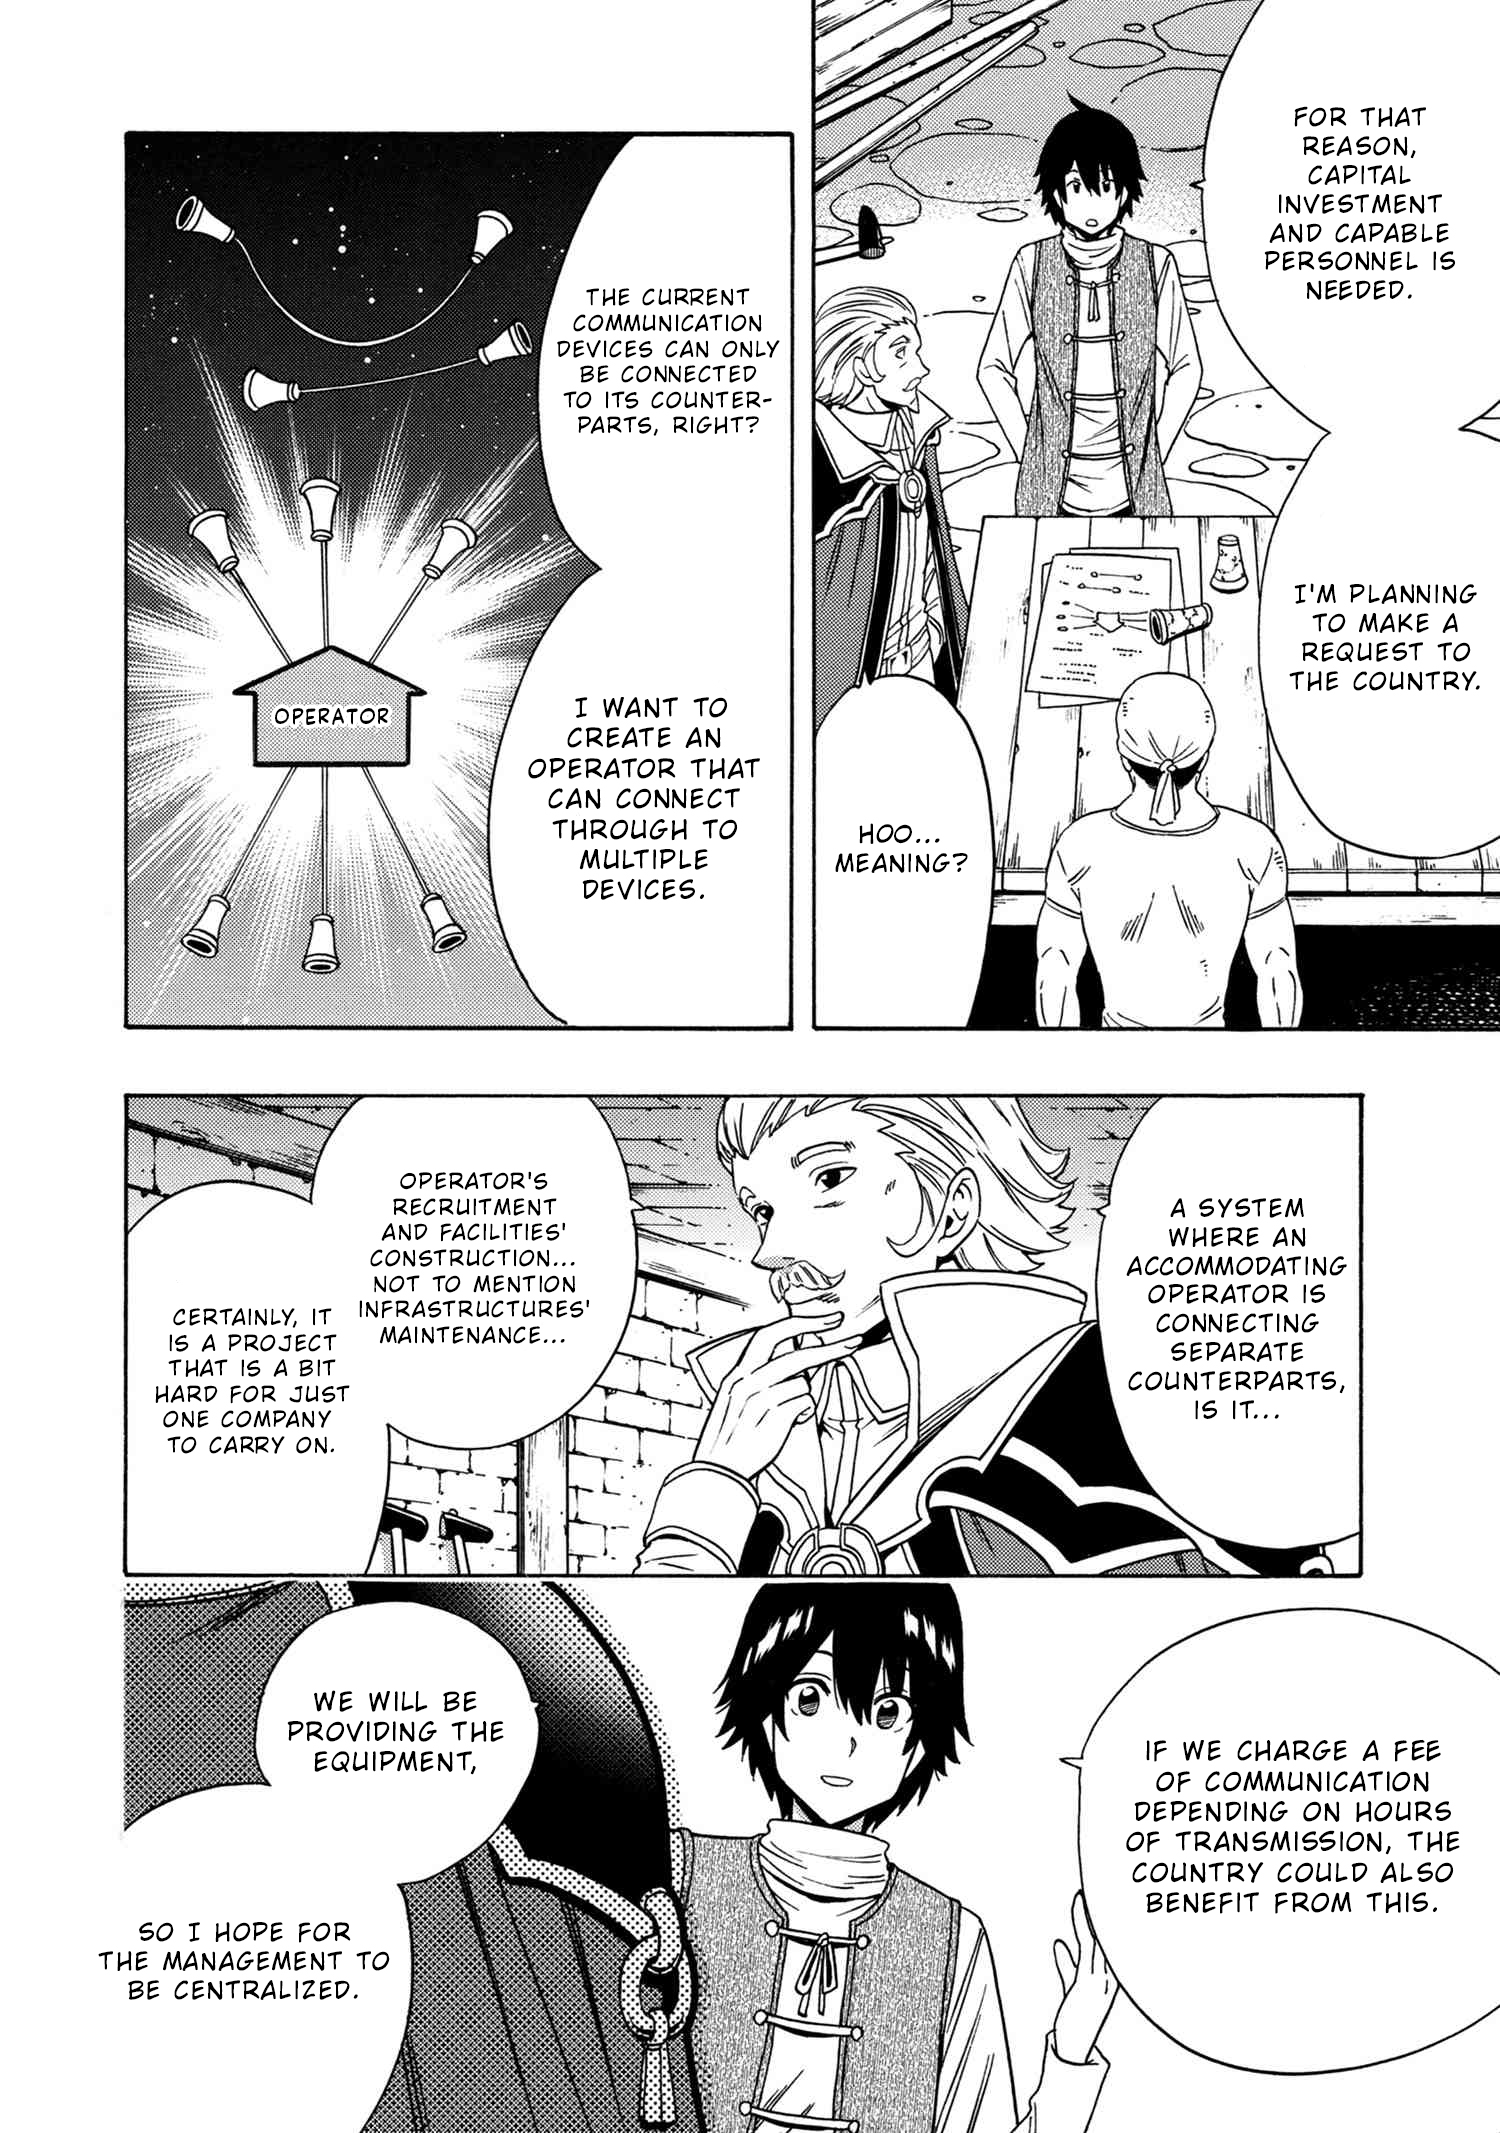 FOR THAT
REASON,
CAPITAL
INVESTMENT
AND CAPABLE
PERSONNEL IS
NEEDED.
I'M PLANNING
TO MAKE A
REQUEST TO
THE COUNTRY.
HOO...
MEANING?
THE CURRENT
COMMUNICATION
DEVICES CAN ONLY
BE CONNECTED
TO ITS COUNTER-
PARTS, RIGHT?
I WANT TO
CREATE AN
OPERATOR THAT
CAN CONNECT
THROUGH TO
MULTIPLE
DEVICES.
OPERATOR
A SYSTEM
WHERE AN
ACCOMMODATING
OPERATOR IS
CONNECTING
SEPARATE
COUNTERPARTS,
IS IT...
OPERATOR'S
RECRUITMENT
AND FACILITIES'
CONSTRUCTION...
NOT TO MENTION
INFRASTRUCTURES'
MAINTENANCE...
CERTAINLY, IT
IS A PROJECT
THAT IS A BIT
HARD FOR JUST
ONE COMPANY
TO CARRY ON.
IF WE CHARGE A FEE
OF COMMUNICATION
DEPENDING ON HOURS
OF TRANSMISSION, THE
COUNTRY COULD ALSO
BENEFIT FROM THIS.
WE WILL BE
PROVIDING THE
EQUIPMENT,
SO I HOPE FOR
THE MANAGEMENT TO
BE CENTRALIZED.